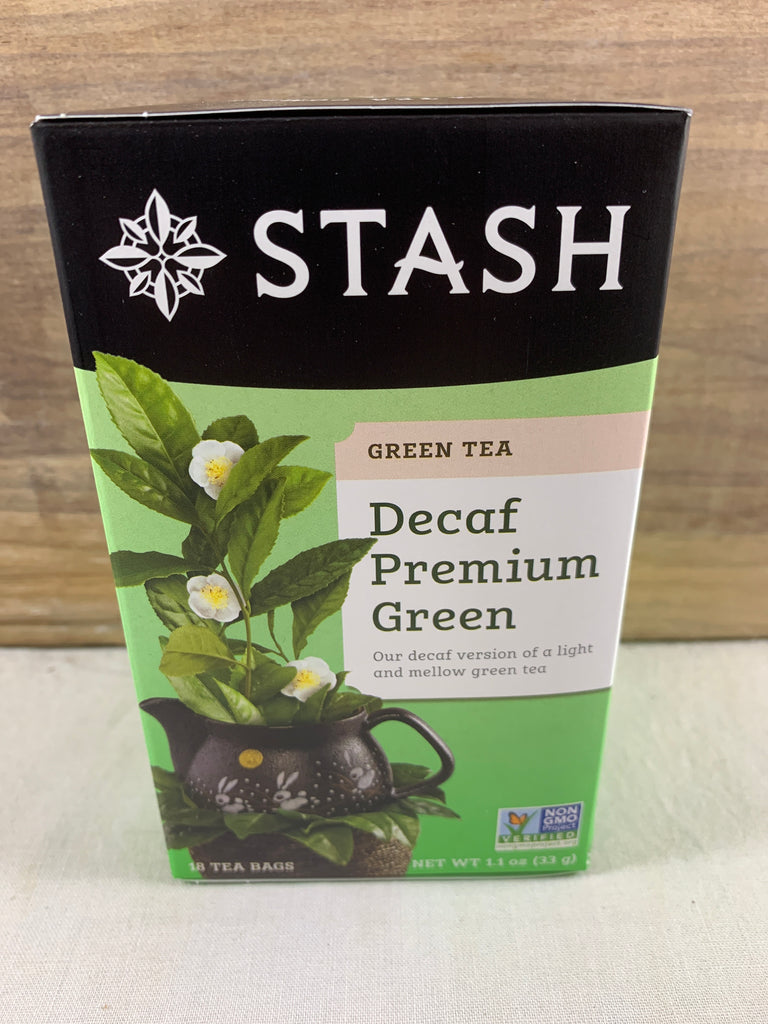 STASH
GREEN TEA
Decaf
Premium
Green
Our decaf version of a light
and mellow green tea
NON
GMO
Project
VERIFIED
18 TEA BAGS
NET WT 1.1 oz (33 g)